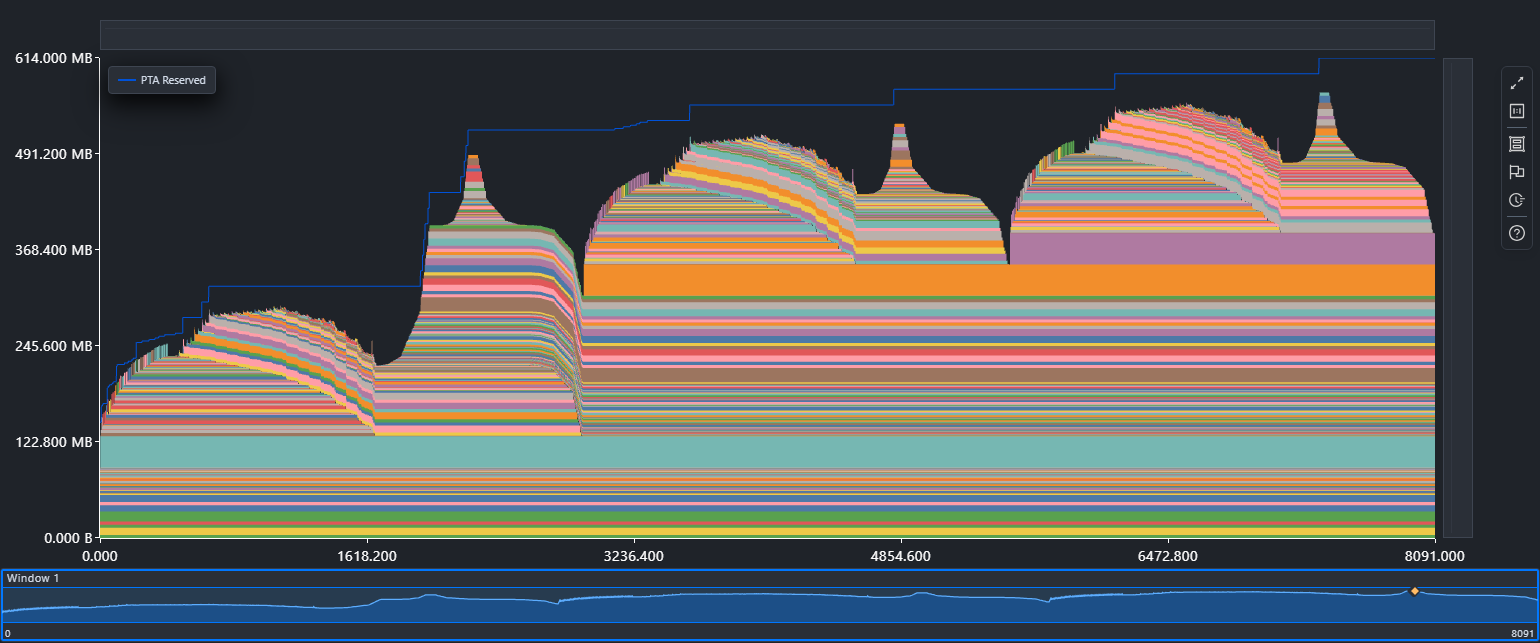 614.000 MB
PTA Reserved
491.200 MB
368.400 MB
245.600 MB
122.800 MB
0.000 B
0.000 1618.200 3236.400 4854.600 6472.800 8091.000
Window 1
0 8091